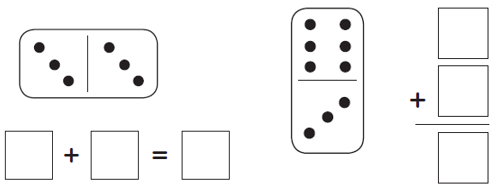 + =
+